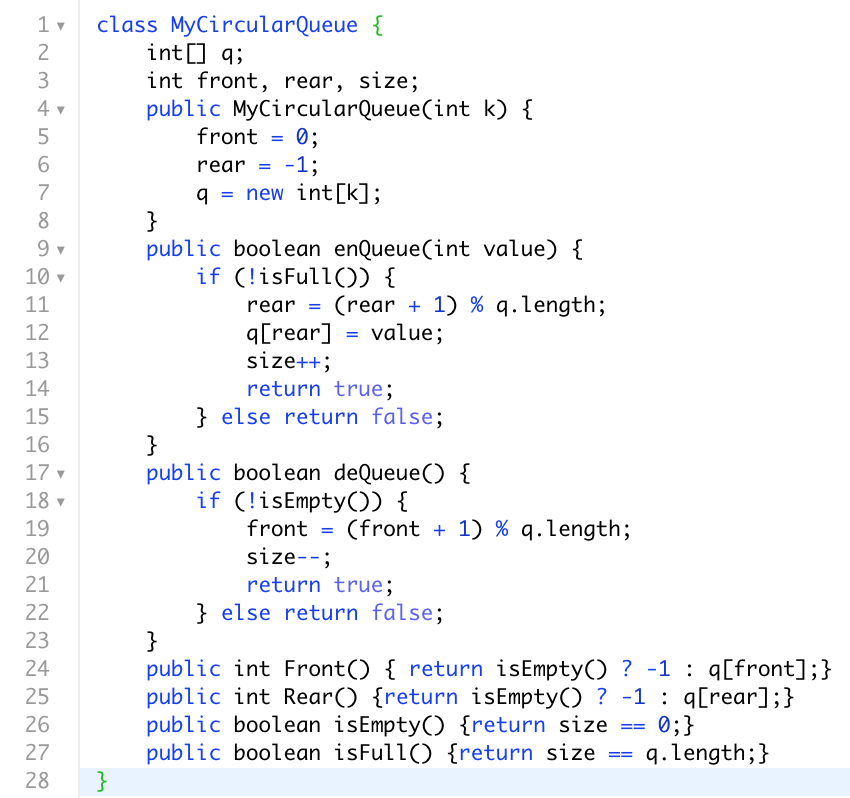 1 class MyCircularQueue {
2 int[] q;
3 int front, rear, size;
4 public MyCircularQueue(int k) {
5 front = 0;
6 rear = -1;
7 q = new int[k];
8 }
9 public boolean enQueue(int value) {
10 if (!isFull()) {
11 rear = (rear + 1) % q.length;
12 q[rear] = value;
13 size++;
14 return true;
15 } else return false;
16 }
17 public boolean deQueue() {
18 if (!isEmpty()) {
19 front = (front + 1) % q.length;
20 size--;
21 return true;
22 } else return false;
23 }
24 public int Front() { return isEmpty() ? -1 : q[front];}
25 public int Rear() {return isEmpty() ? -1 : q[rear];}
26 public boolean isEmpty() {return size == 0;}
27 public boolean isFull() {return size == q.length;}
28 }